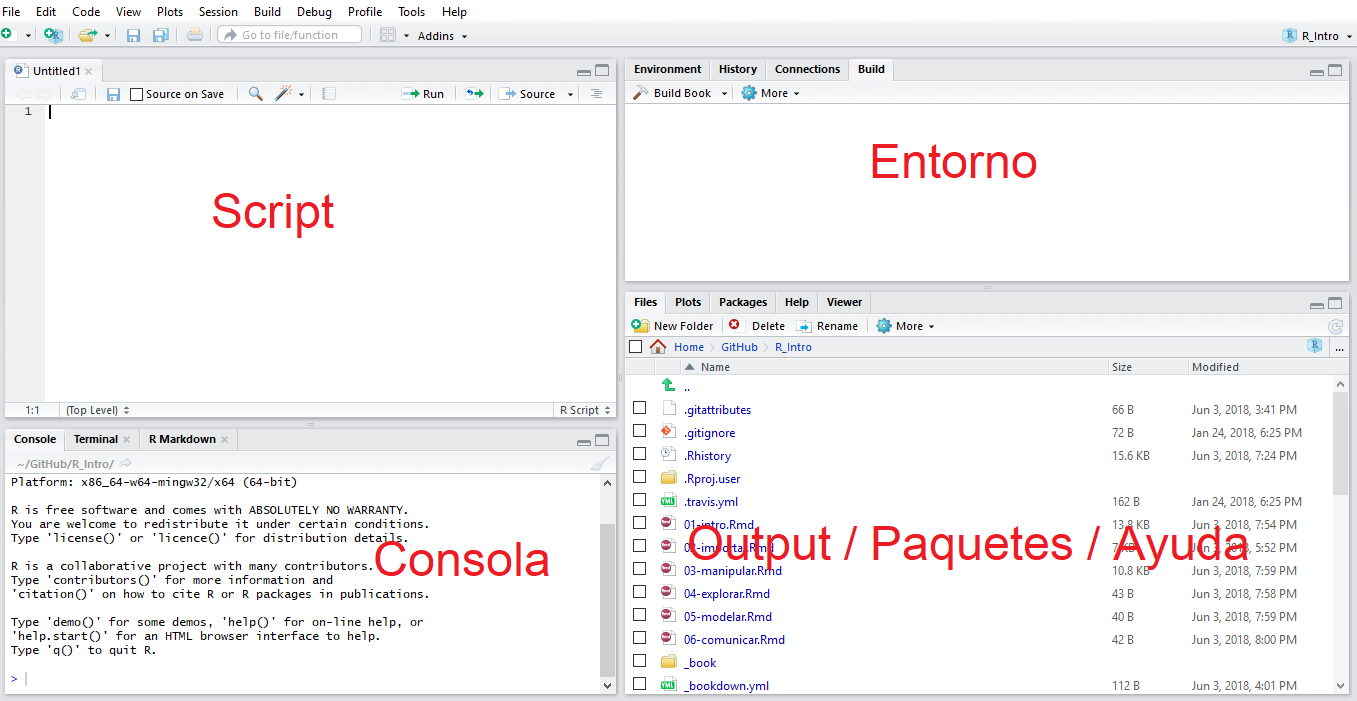 File Edit Code View Plots Session Build Debug Profile Tools Help
Go to file/function Addins R_Intro
Untitled1
Source on Save Run Source
1
Script
1:1 (Top Level) R Script
Console Terminal R Markdown
~/GitHub/R_Intro/
Platform: x86_64-w64-mingw32/x64 (64-bit)
R is free software and comes with ABSOLUTELY NO WARRANTY.
You are welcome to redistribute it under certain conditions.
Type 'license()' or 'licence()' for distribution details.
R is a collaborative project with many contributors.
Type 'contributors()' for more information and
'citation()' on how to cite R or R packages in publications.
Type 'demo()' for some demos, 'help()' for on-line help, or
'help.start()' for an HTML browser interface to help.
Type 'q()' to quit R.
>
Consola
Environment History Connections Build
Build Book More
Entorno
Files Plots Packages Help Viewer
New Folder Delete Rename More
Home GitHub R_Intro ...
Name Size Modified
..
.gitattributes 66 B Jun 3, 2018, 3:41 PM
.gitignore 72 B Jan 24, 2018, 6:25 PM
.Rhistory 15.6 KB Jun 3, 2018, 7:24 PM
.Rproj.user
.travis.yml 162 B Jan 24, 2018, 6:25 PM
01-intro.Rmd 13.8 KB Jun 3, 2018, 7:54 PM
Output / Paquetes / Ayuda
5:52 PM
03-manipular.Rmd 10.8 KB Jun 3, 2018, 7:59 PM
04-explorar.Rmd 43 B Jun 3, 2018, 7:58 PM
05-modelar.Rmd 40 B Jun 3, 2018, 7:59 PM
06-comunicar.Rmd 42 B Jun 3, 2018, 8:00 PM
_book
_bookdown.yml 112 B Jun 3, 2018, 4:01 PM